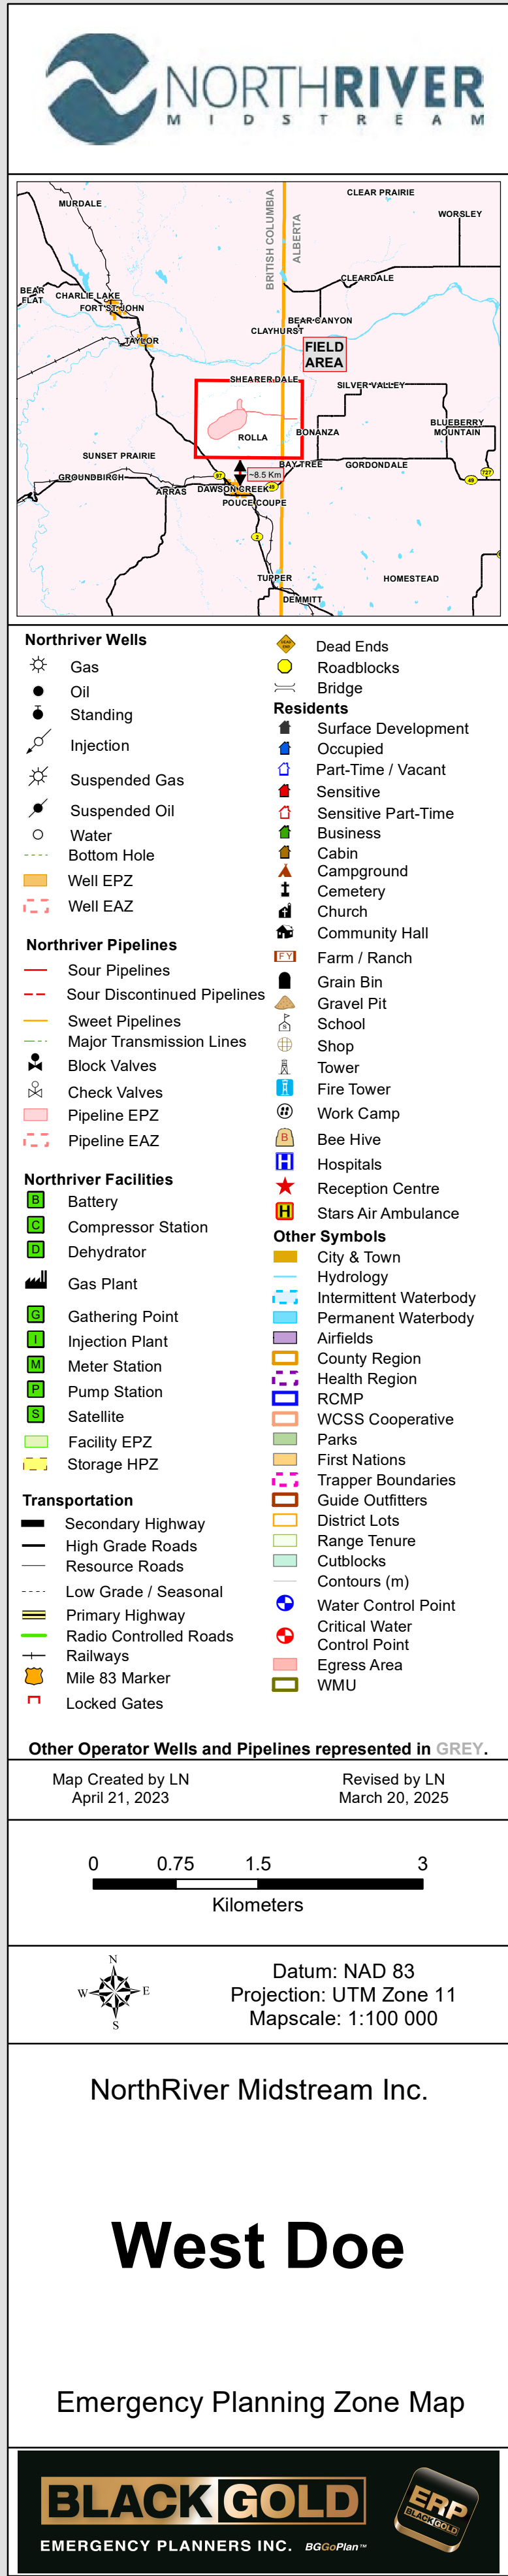 NORTHRIVER
MIDSTREAM
MURDALE
CLEAR PRAIRIE
WORSLEY
BRITISH COLUMBIA
ALBERTA
CLEARDALE
BEAR
FLAT
CHARLIE LAKE
FORT ST. JOHN
BEAR CANYON
CLAYHURST
TAYLOR
FIELD
AREA
SHEARER DALE
SILVER VALLEY
BLUEBERRY
MOUNTAIN
BONANZA
ROLLA
SUNSET PRAIRIE
BAY TREE
GORDONDALE
GROUNDBIRCH
97
~8.5 Km
727
49
ARRAS
DAWSON CREEK
49
POUCE COUPE
2
TUPPER
HOMESTEAD
DEMMITT
Northriver Wells
Gas
Oil
Standing
Injection
Suspended Gas
Suspended Oil
Water
Bottom Hole
Well EPZ
Well EAZ
Northriver Pipelines
Sour Pipelines
Sour Discontinued Pipelines
Sweet Pipelines
Major Transmission Lines
Block Valves
Check Valves
Pipeline EPZ
Pipeline EAZ
Northriver Facilities
B Battery
C Compressor Station
D Dehydrator
Gas Plant
G Gathering Point
I Injection Plant
M Meter Station
P Pump Station
S Satellite
Facility EPZ
Storage HPZ
Transportation
Secondary Highway
High Grade Roads
Resource Roads
Low Grade / Seasonal
Primary Highway
Radio Controlled Roads
Railways
Mile 83 Marker
Locked Gates
DEAD END Dead Ends
Roadblocks
Bridge
Residents
Surface Development
Occupied
Part-Time / Vacant
Sensitive
Sensitive Part-Time
Business
Cabin
Campground
Cemetery
Church
Community Hall
F Y Farm / Ranch
Grain Bin
Gravel Pit
S School
Shop
Tower
Fire Tower
Work Camp
B Bee Hive
H Hospitals
Reception Centre
H Stars Air Ambulance
Other Symbols
City & Town
Hydrology
Intermittent Waterbody
Permanent Waterbody
Airfields
County Region
Health Region
RCMP
WCSS Cooperative
Parks
First Nations
Trapper Boundaries
Guide Outfitters
District Lots
Range Tenure
Cutblocks
Contours (m)
Water Control Point
Critical Water
Control Point
Egress Area
WMU
Other Operator Wells and Pipelines represented in GREY.
Map Created by LN
April 21, 2023
Revised by LN
March 20, 2025
0 0.75 1.5 3
Kilometers
N
W E
S
Datum: NAD 83
Projection: UTM Zone 11
Mapscale: 1:100 000
NorthRiver Midstream Inc.
West Doe
Emergency Planning Zone Map
BLACK GOLD
ERP
EMERGENCY PLANNERS INC. BGGoPlan™